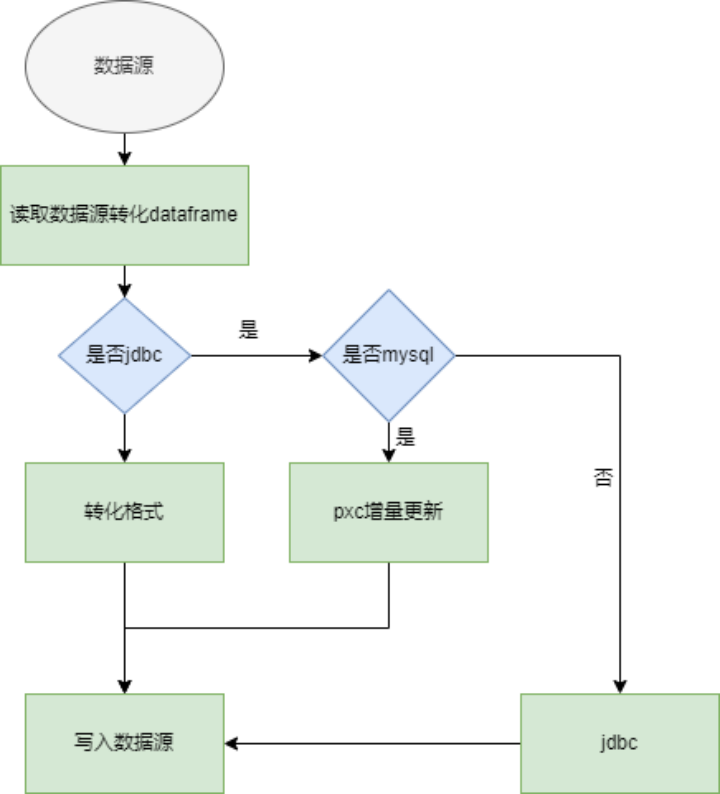 数据源
读取数据源转化dataframe
是否jdbc
是
是否mysql
是
否
转化格式
pxc增量更新
写入数据源
jdbc